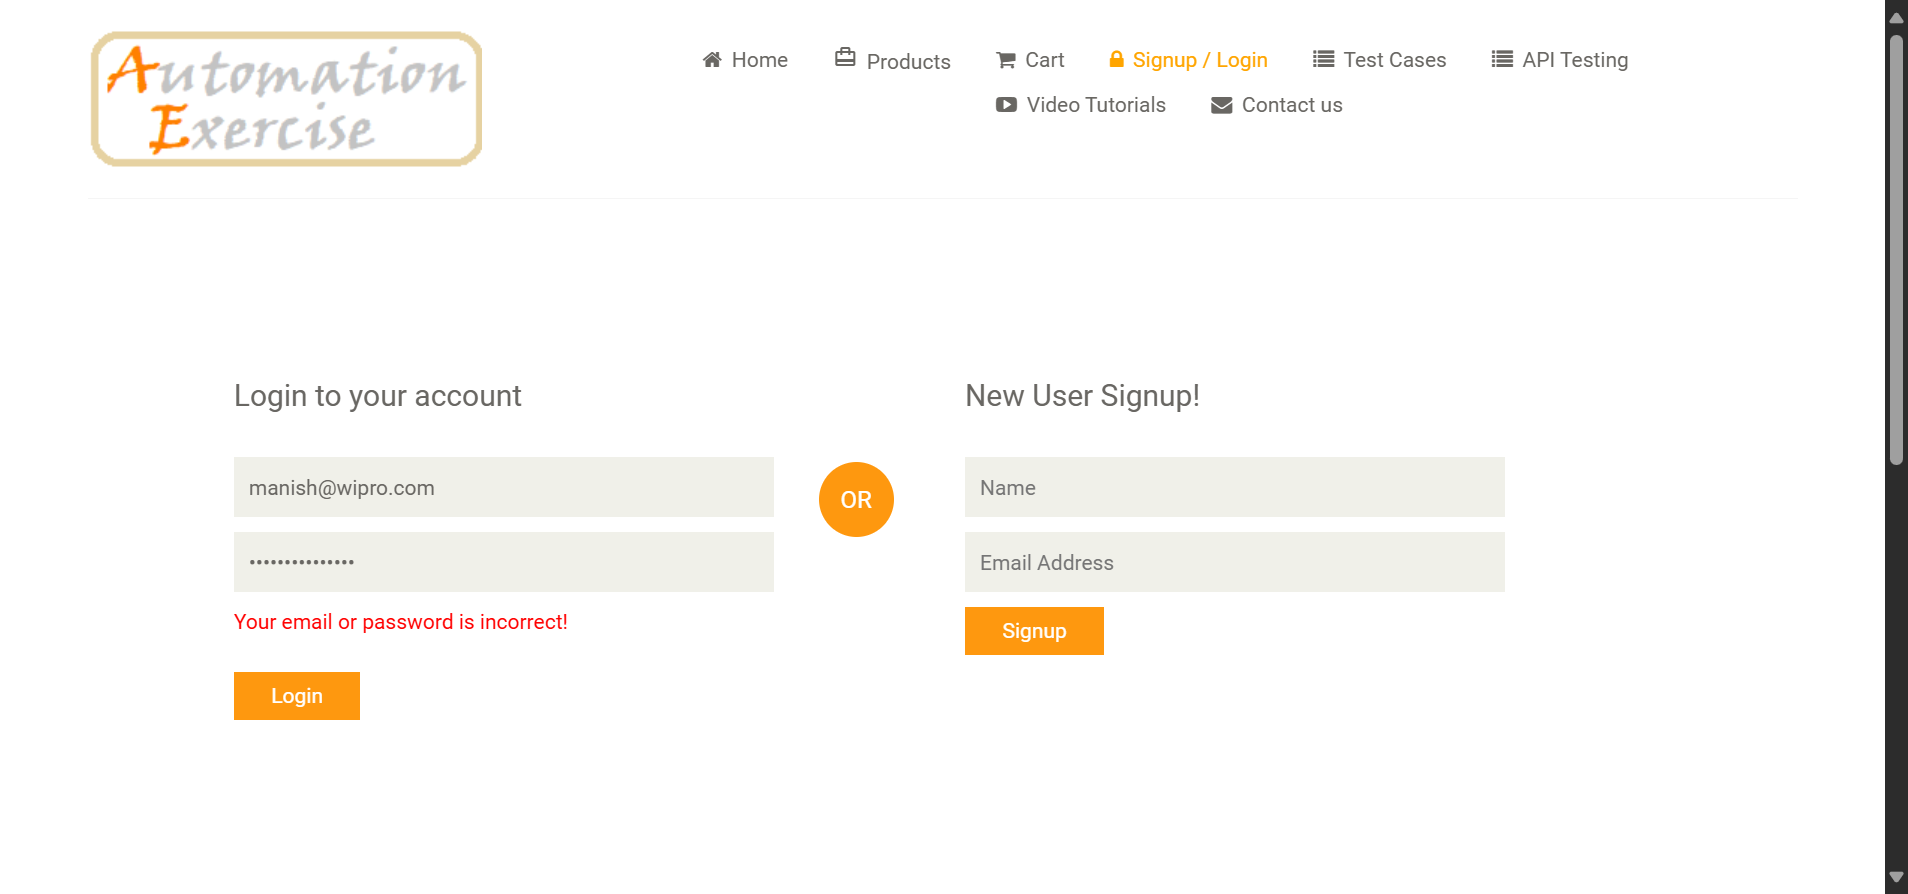 Automation
Exercise
Home
Products
Cart
Signup / Login
Test Cases
API Testing
Video Tutorials
Contact us
Login to your account
manish@wipro.com
•••••••••••••••
Your email or password is incorrect!
Login
OR
New User Signup!
Name
Email Address
Signup